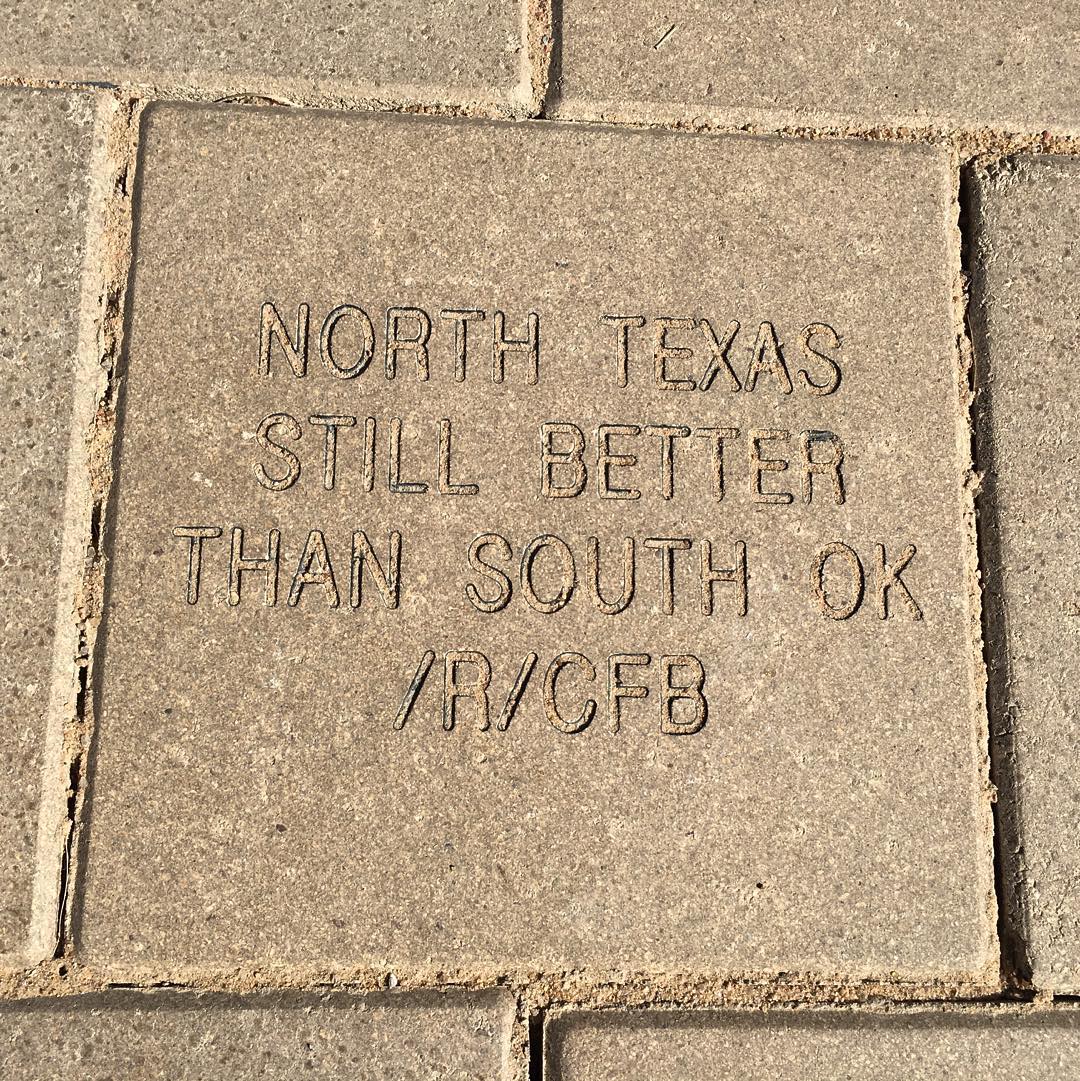 NORTH TEXAS
STILL BETTER
THAN SOUTH OK
/R/CFB